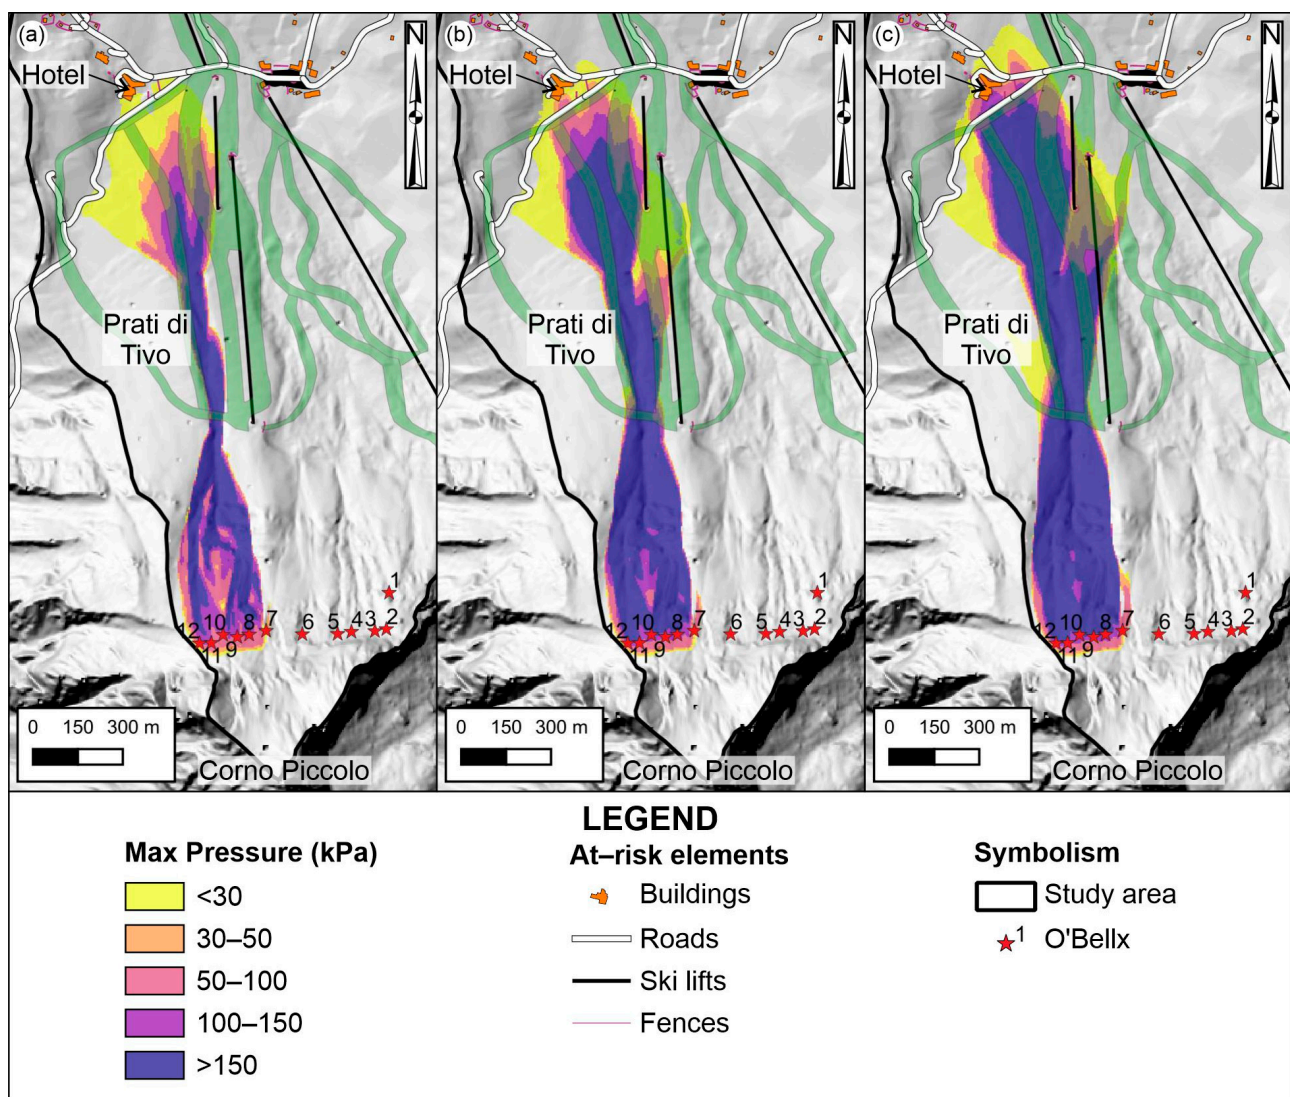 (a)
N
Hotel
Prati di
Tivo
1
12 10 8 7 6 5 4 3 2
11 9
0 150 300 m
Corno Piccolo
(b)
N
Hotel
Prati di
Tivo
1
12 10 8 7 6 5 4 3 2
11 9
0 150 300 m
Corno Piccolo
(c)
N
Hotel
Prati di
Tivo
1
12 10 8 7 6 5 4 3 2
11 9
0 150 300 m
Corno Piccolo
LEGEND
Max Pressure (kPa)
<30
30–50
50–100
100–150
>150
At–risk elements
Buildings
Roads
Ski lifts
Fences
Symbolism
Study area
1 O'Bellx